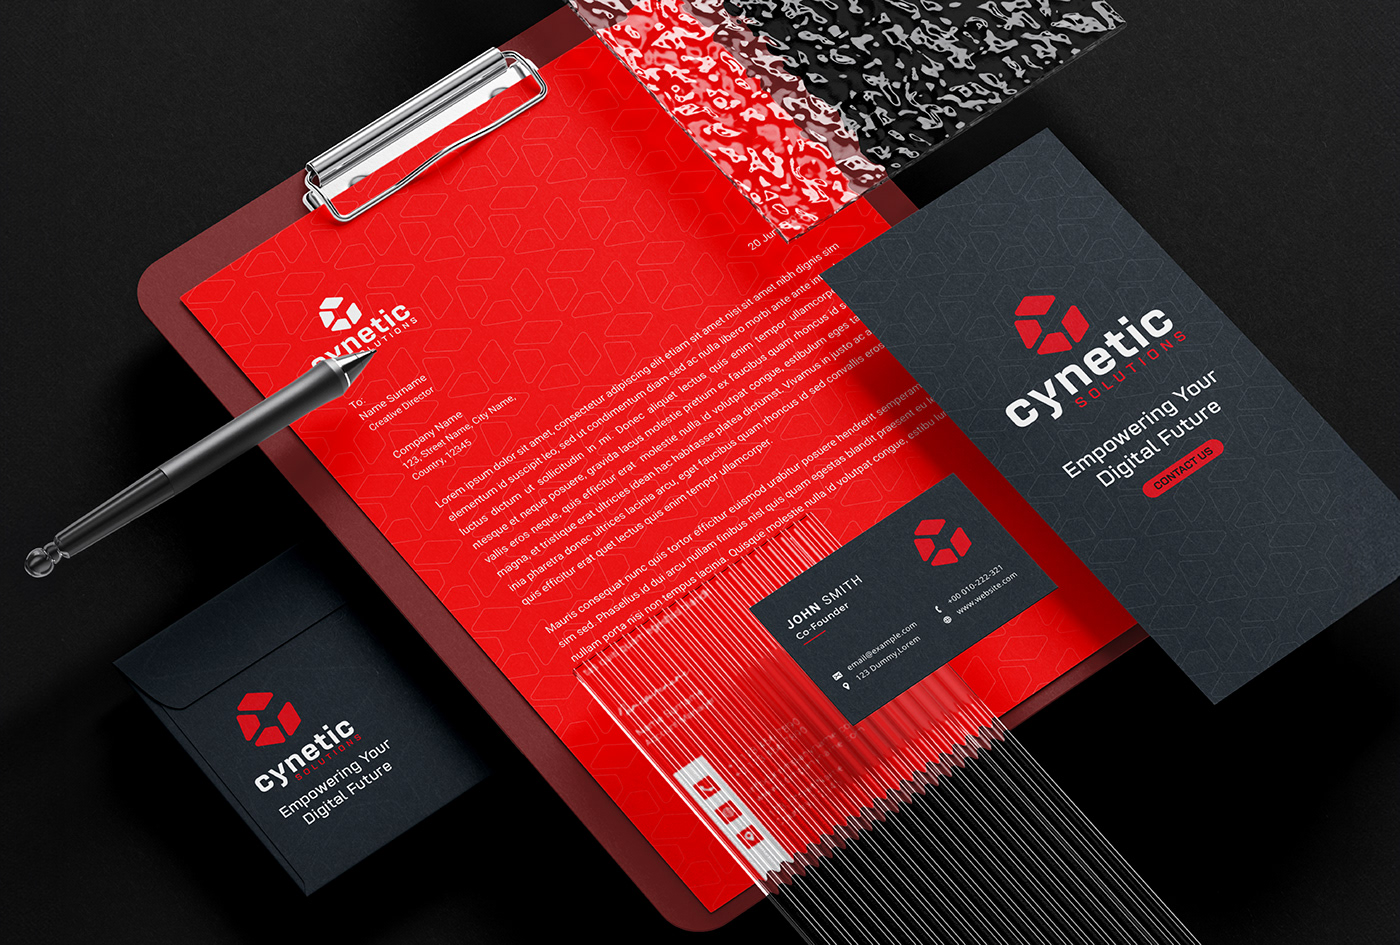 20 Jun
cynetic
SOLUTIONS
To:
Name Surname
Creative Director
Company Name
123, Street Name, City Name,
Country, 12345
Lorem ipsum dolor sit amet, consectetur adipiscing elit etiam sit amet nisl sit amet nibh dignis sim
elementum id suscipit leo, sed ut condimentum diam sed ac nulla libero morbi ante ante
luctus dictum ut sollicitudin in mi. Donec aliquet lectus quis enim tempor ullamcorp
ntesque et neque posuere, gravida lacus molestie pretium ex faucibus quam rhoncus id s
vallis eros neque, quis efficitur erat molestie nulla id volutpat congue, estibulum eges
magna, et tristique erat ultricies idean hac habitasse platea dictumst. Vivamus in justo ac
inia pharetra donec ultrices lacinia arcu, eget faucibus quam rhoncus id sed convallis eros
quis efficitur erat quet lectus quis enim tempor ullamcorper
Mauris consequat nunc quis tortor efficitur euismod urabitur posuere hendrerit semper
sim sed. Phasellus id dui arcu nullam finibus nisl quis quam egestas blandit praesent eu
nullam porta nisi non tempus lacinia. Quisque molestie nulla id volutpat congue, estibu
cynetic
SOLUTIONS
Empowering Your
Digital Future
CONTACT US
JOHN SMITH
Co-Founder
+00 010-222-321
www.website.com
email@example.com
123 Dummy,Lorem
cynetic
SOLUTIONS
Empowering Your
Digital Future